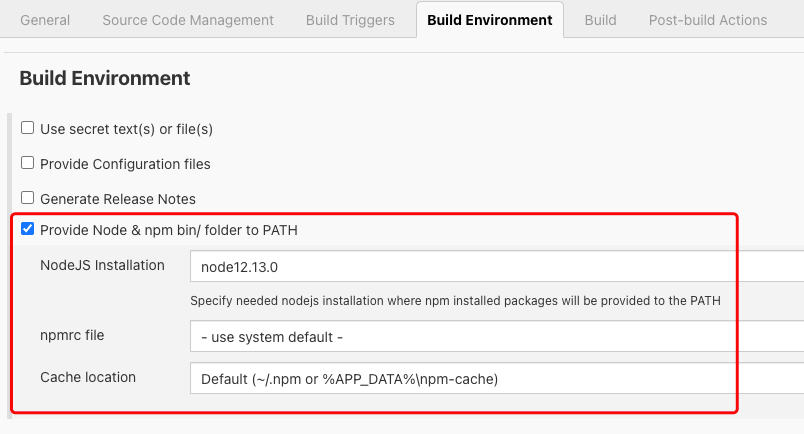 General Source Code Management Build Triggers Build Environment Build Post-build Actions
Build Environment
Use secret text(s) or file(s)
Provide Configuration files
Generate Release Notes
Provide Node & npm bin/ folder to PATH
NodeJS Installation node12.13.0
Specify needed nodejs installation where npm installed packages will be provided to the PATH
npmrc file - use system default -
Cache location Default (~/.npm or %APP_DATA%\npm-cache)